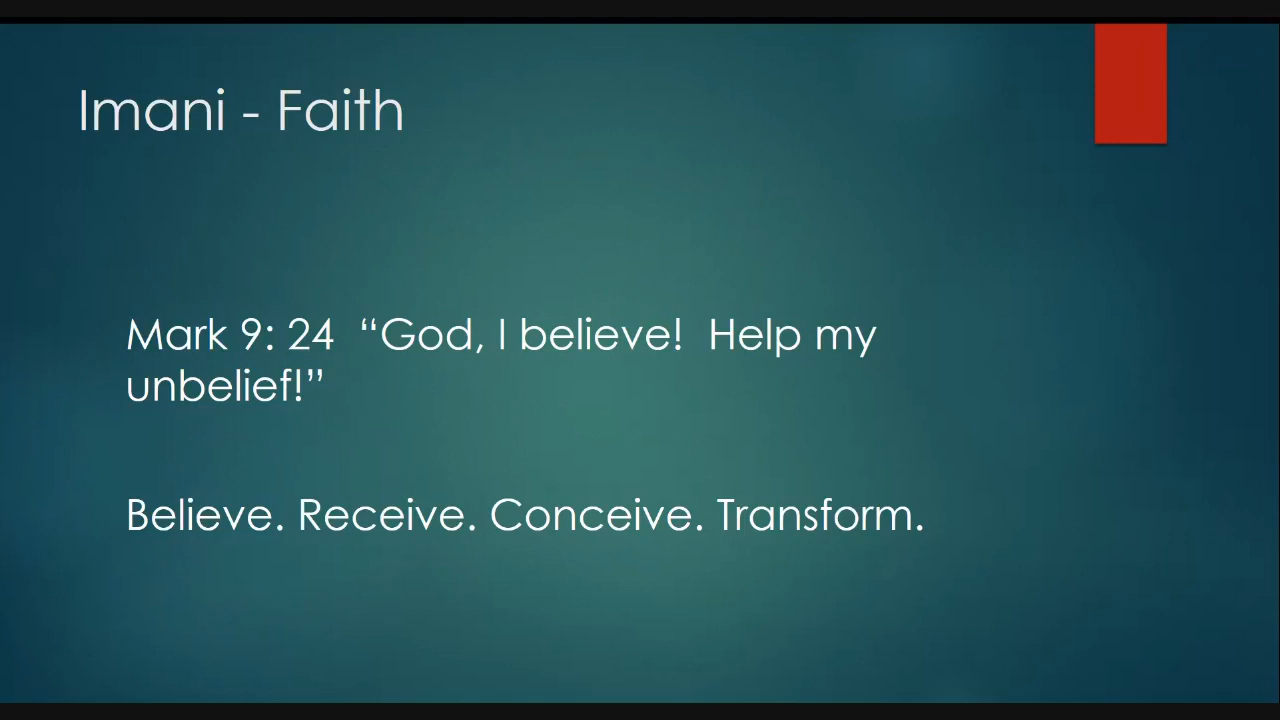 Imani - Faith
Mark 9: 24  “God, I believe!  Help my
unbelief!”
Believe. Receive. Conceive. Transform.